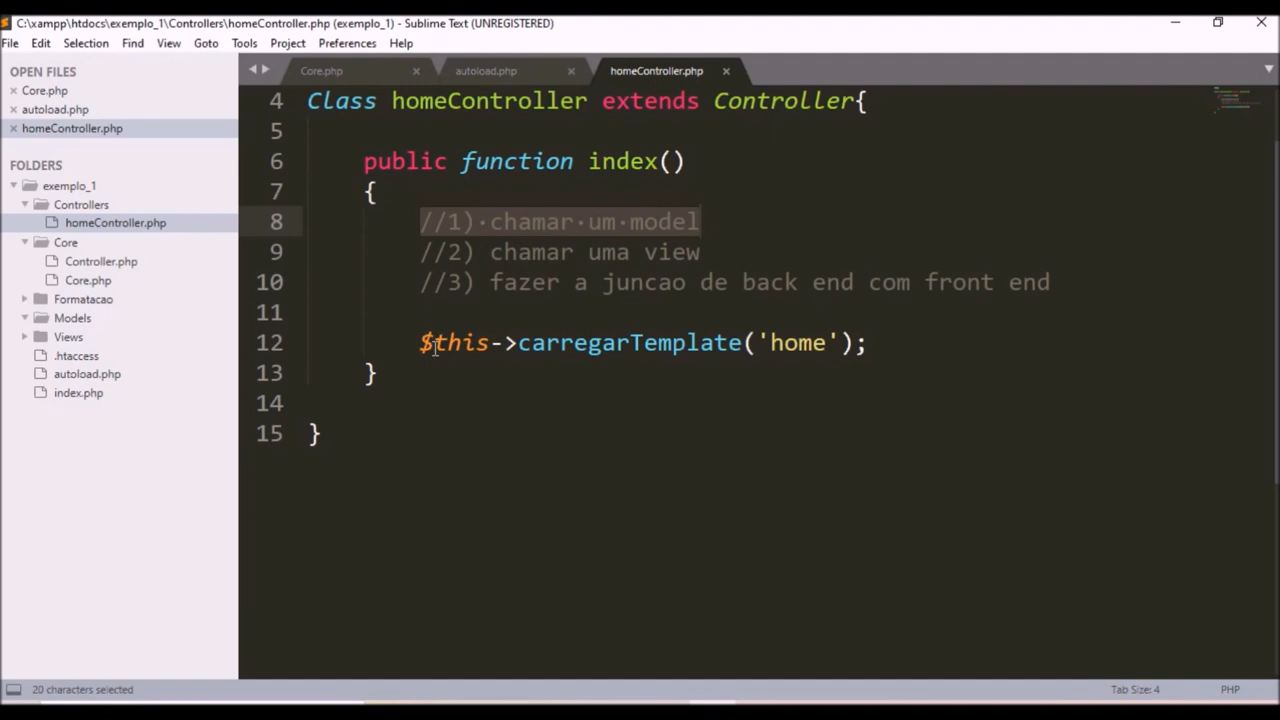 C:\xampp\htdocs\exemplo_1\Controllers\homeController.php (exemplo_1) - Sublime Text (UNREGISTERED)
File Edit Selection Find View Goto Tools Project Preferences Help
OPEN FILES
Core.php
autoload.php
homeController.php
FOLDERS
exemplo_1
Controllers
homeController.php
Core
Controller.php
Core.php
Formatacao
Models
Views
.htaccess
autoload.php
index.php
Core.php autoload.php homeController.php
4 Class homeController extends Controller{
5
6 public function index()
7 {
8 //1) chamar um model
9 //2) chamar uma view
10 //3) fazer a juncao de back end com front end
11
12 $this->carregarTemplate('home');
13 }
14
15 }
20 characters selected Tab Size: 4 PHP